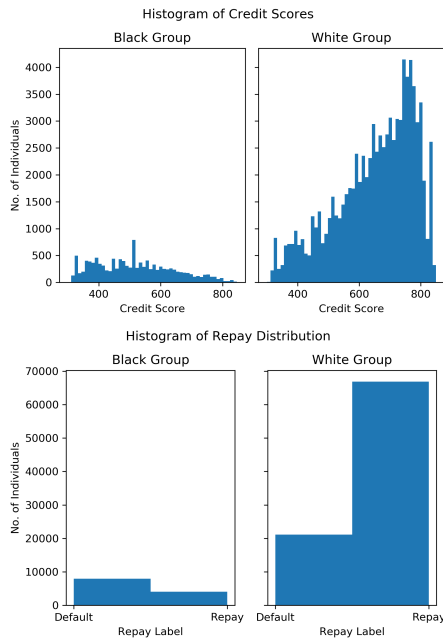 Histogram of Credit Scores
Black Group
White Group
No. of Individuals
4000
3500
3000
2500
2000
1500
1000
500
0
400
600
800
400
600
800
Credit Score
Credit Score
Histogram of Repay Distribution
Black Group
White Group
No. of Individuals
70000
60000
50000
40000
30000
20000
10000
0
Default
Repay
Default
Repay
Repay Label
Repay Label